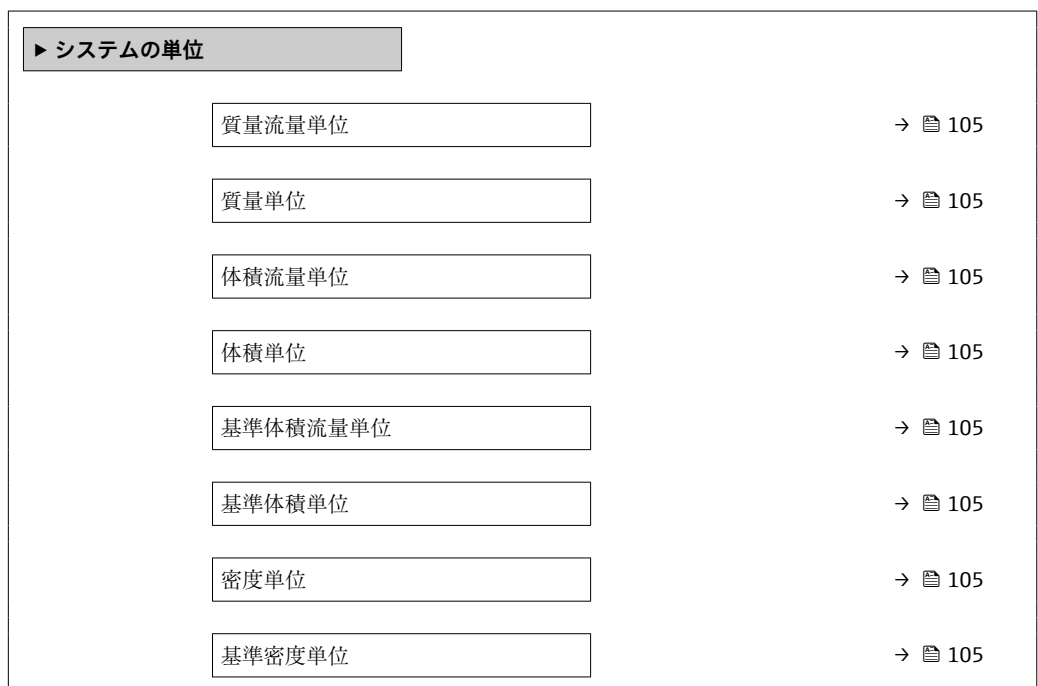 ▶ システムの単位
質量流量単位 → 105
質量単位 → 105
体積流量単位 → 105
体積単位 → 105
基準体積流量単位 → 105
基準体積単位 → 105
密度単位 → 105
基準密度単位 → 105